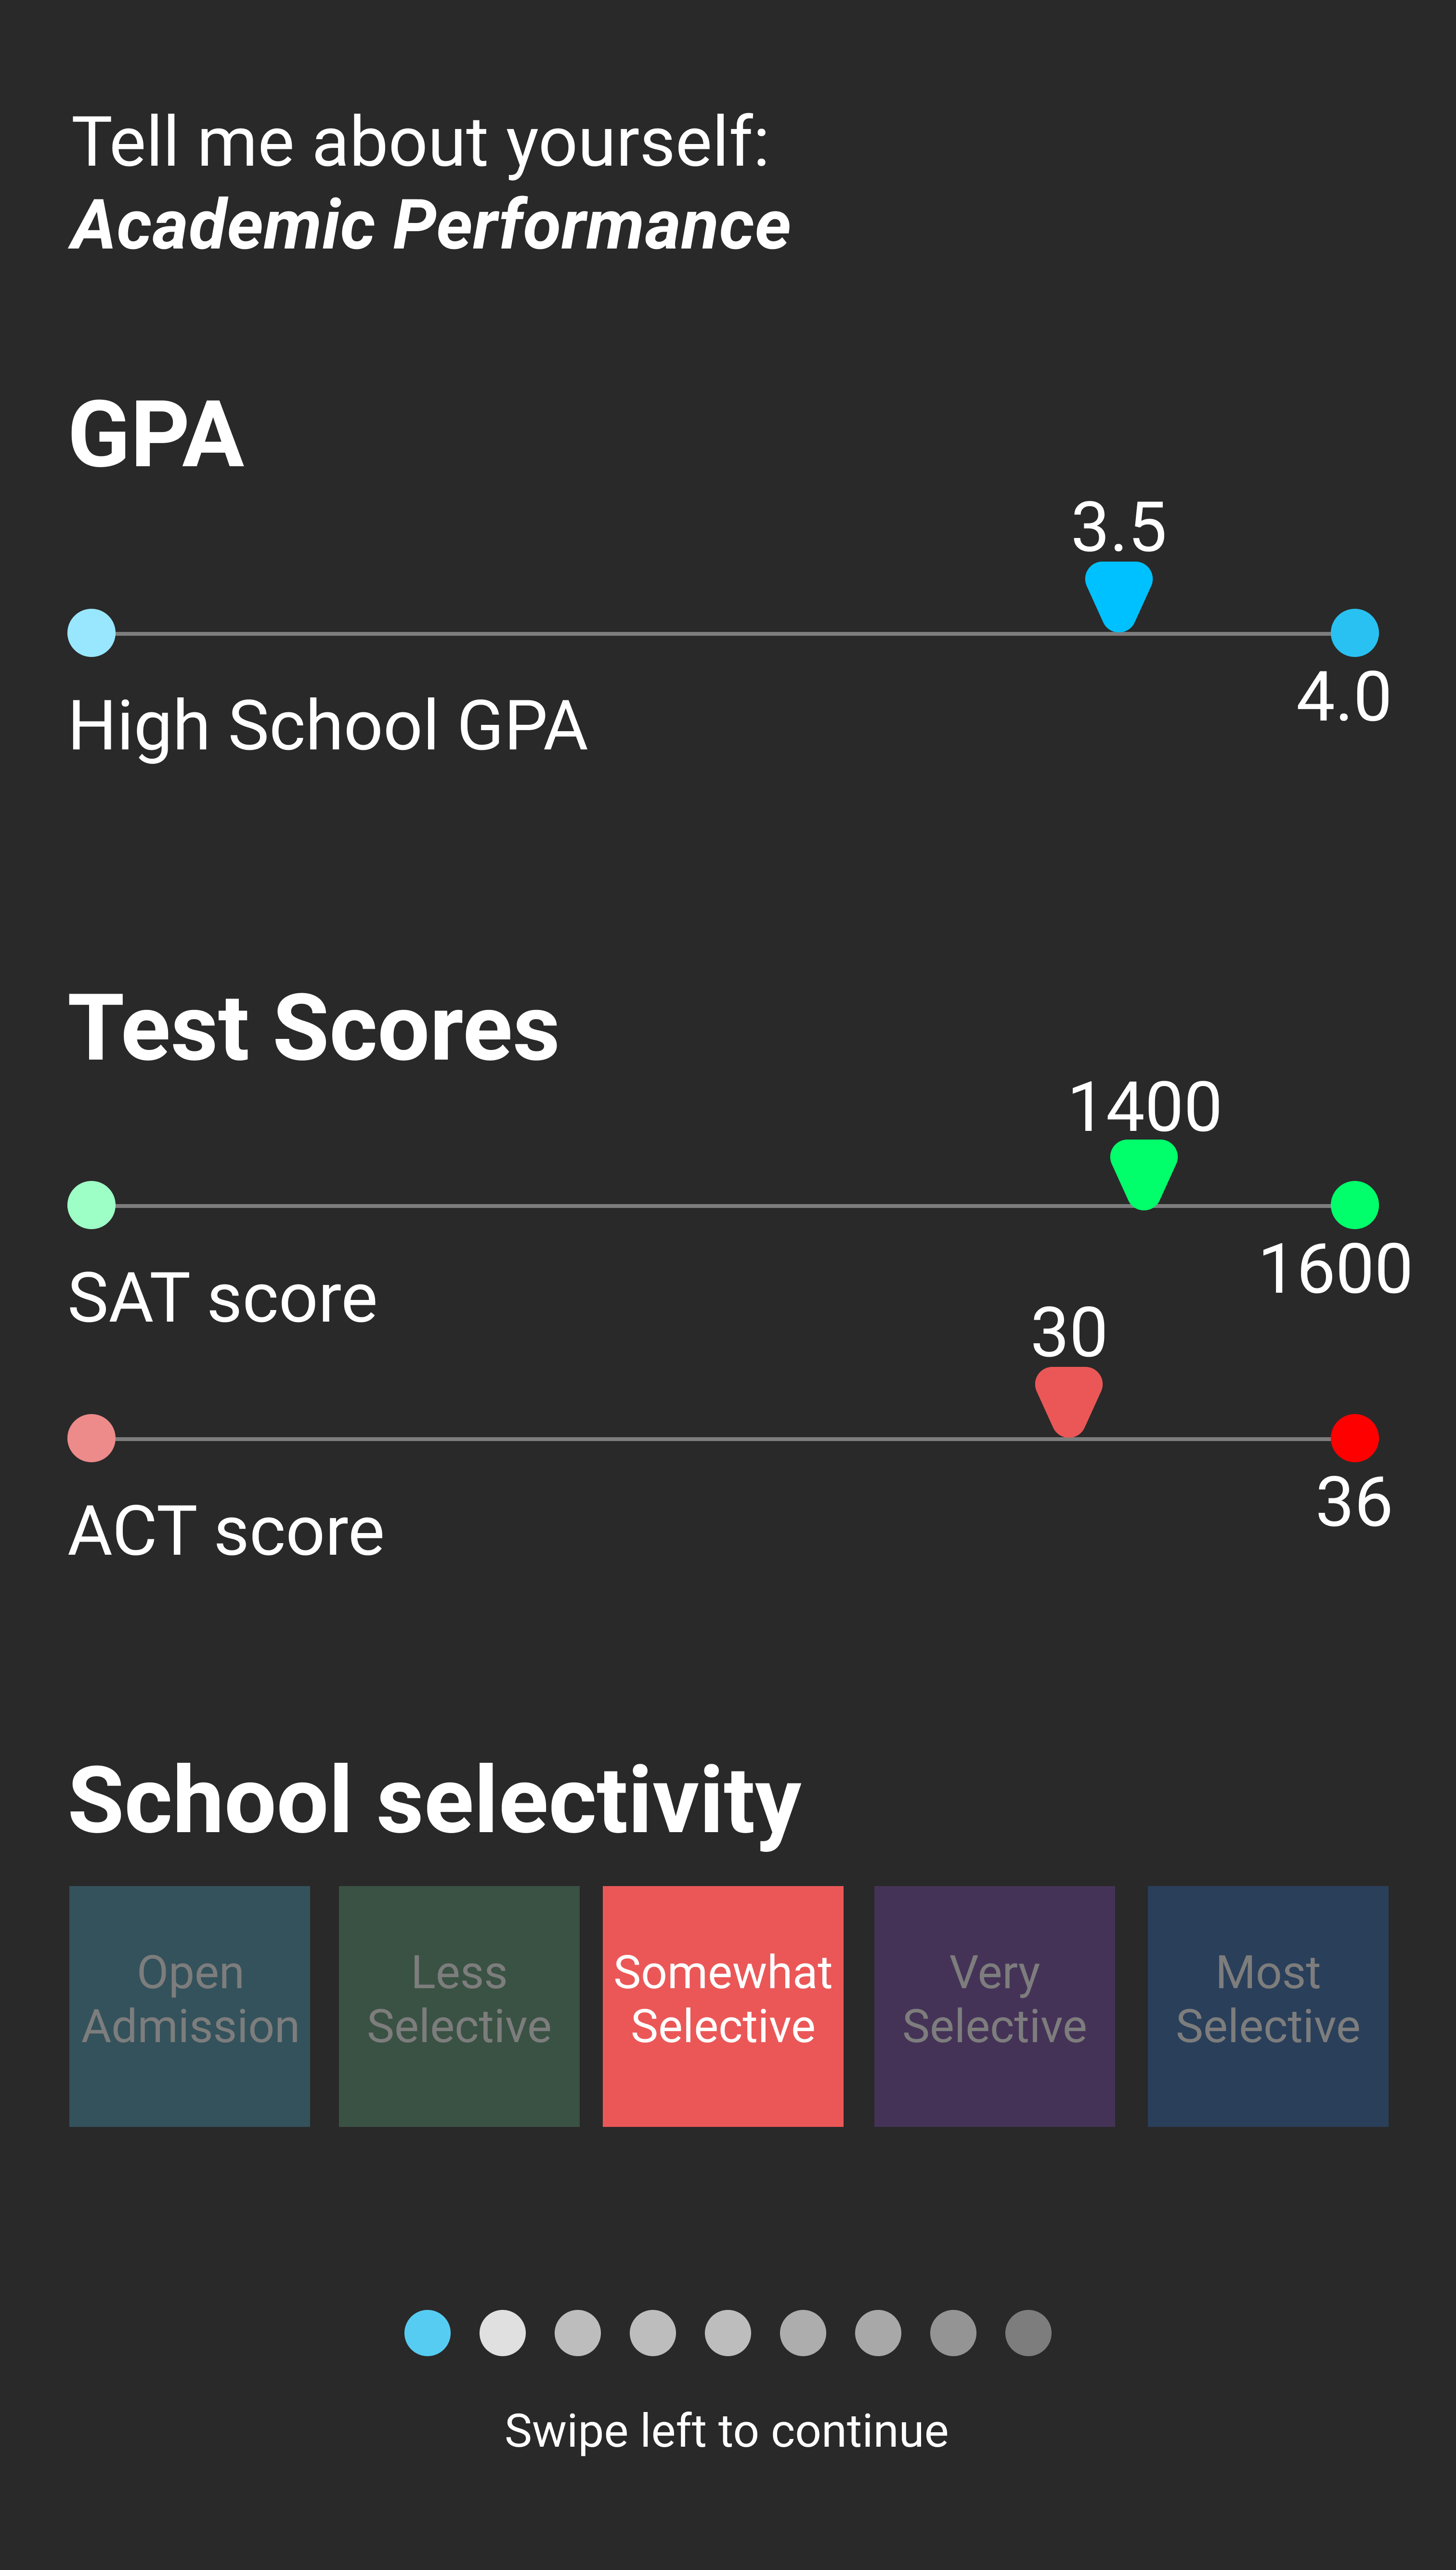 Tell me about yourself:
Academic Performance
GPA
3.5
4.0
High School GPA
Test Scores
1400
1600
SAT score
30
36
ACT score
School selectivity
Open
Admission
Less
Selective
Somewhat
Selective
Very
Selective
Most
Selective
Swipe left to continue